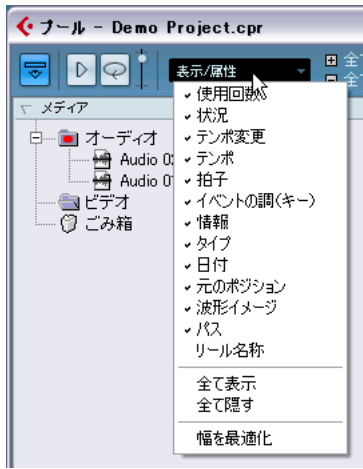 プール - Demo Project.cpr
表示/属性
全
全
メディア
オーディオ
Audio 0
Audio 0
ビデオ
ごみ箱
使用回数
状況
テンポ変更
テンポ
拍子
イベントの調(キー)
情報
タイプ
日付
元のポジション
波形イメージ
パス
リール名称
全て表示
全て隠す
幅を最適化